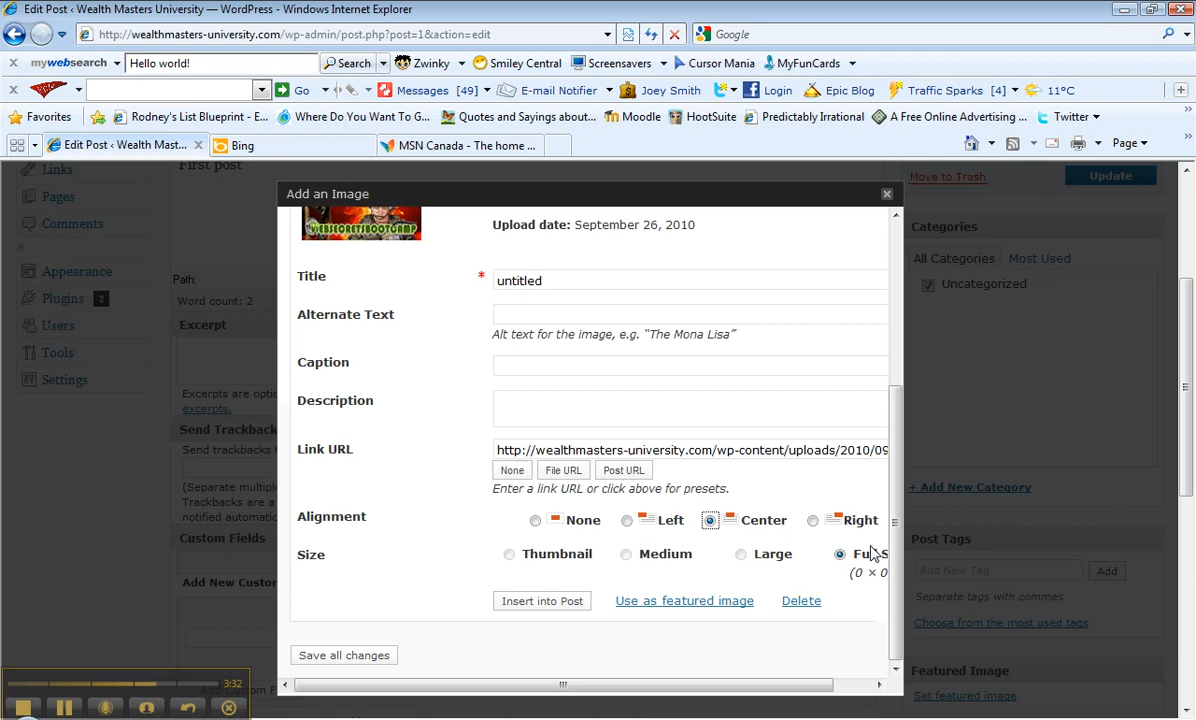 Edit Post ‹ Wealth Masters University — WordPress - Windows Internet Explorer
http://wealthmasters-university.com/wp-admin/post.php?post=1&action=edit
Google
mywebsearch Hello world! Search Zwinky Smiley Central Screensavers Cursor Mania MyFunCards
Go Messages [49] E-mail Notifier Joey Smith Login Epic Blog Traffic Sparks [4] 11°C
Favorites Rodney's List Blueprint - E... Where Do You Want To G... Quotes and Sayings about... Moodle HootSuite Predictably Irrational A Free Online Advertising ... Twitter
Edit Post ‹ Wealth Mast... Bing MSN Canada - The home ... Page
Links
First post
Add an Image
Move to Trash
Update
Pages
Comments
Appearance
Plugins 2
Users
Tools
Settings
Path:
Word count: 2
Excerpt
Excerpts are optio
excerpts.
Send Trackback
Send trackbacks t
(Separate multiple
Trackbacks are a
notified automatic
Custom Fields
Add New Custo
WEBSECRETSBOOTCAMP
Upload date: September 26, 2010
Title * untitled
Alternate Text
Alt text for the image, e.g. “The Mona Lisa”
Caption
Description
Link URL http://wealthmasters-university.com/wp-content/uploads/2010/09
None File URL Post URL
Enter a link URL or click above for presets.
Alignment None Left Center Right
Size Thumbnail Medium Large
(0 × 0
Insert into Post Use as featured image Delete
Save all changes
Categories
All Categories Most Used
Uncategorized
+ Add New Category
Post Tags
Add New Tag Add
Separate tags with commas
Choose from the most used tags
Featured Image
Set featured image
3:32